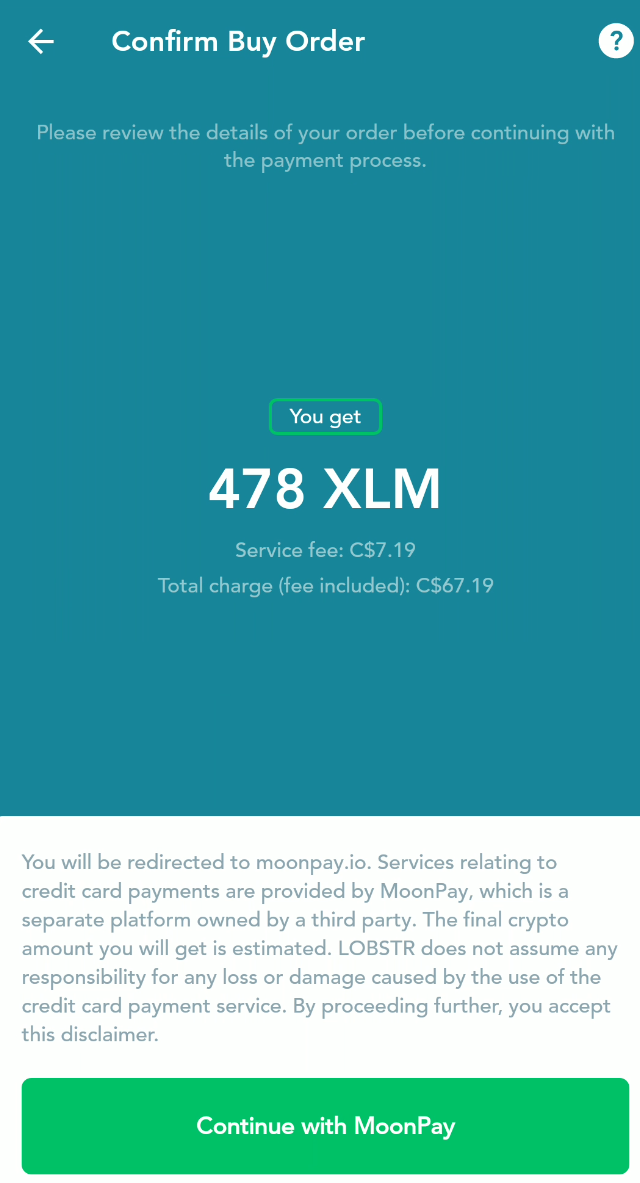 Confirm Buy Order
?
Please review the details of your order before continuing with
the payment process.
You get
478 XLM
Service fee: C$7.19
Total charge (fee included): C$67.19
You will be redirected to moonpay.io. Services relating to
credit card payments are provided by MoonPay, which is a
separate platform owned by a third party. The final crypto
amount you will get is estimated. LOBSTR does not assume any
responsibility for any loss or damage caused by the use of the
credit card payment service. By proceeding further, you accept
this disclaimer.
Continue with MoonPay